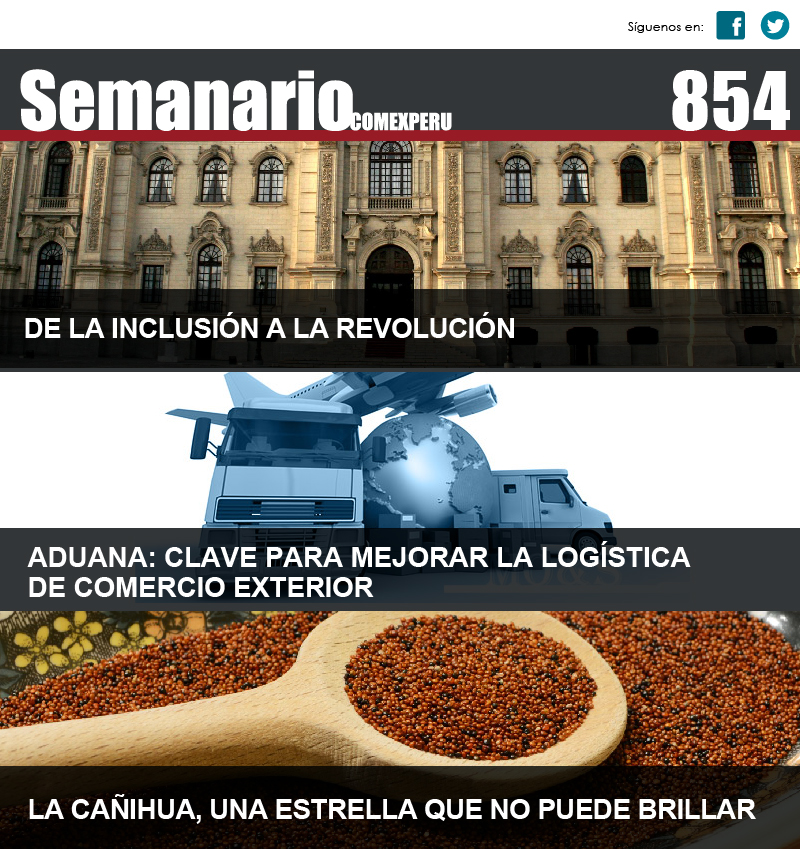 Síguenos en:
Semanario COMEXPERU 854
DE LA INCLUSIÓN A LA REVOLUCIÓN
ADUANA: CLAVE PARA MEJORAR LA LOGÍSTICA
DE COMERCIO EXTERIOR
LA CAÑIHUA, UNA ESTRELLA QUE NO PUEDE BRILLAR